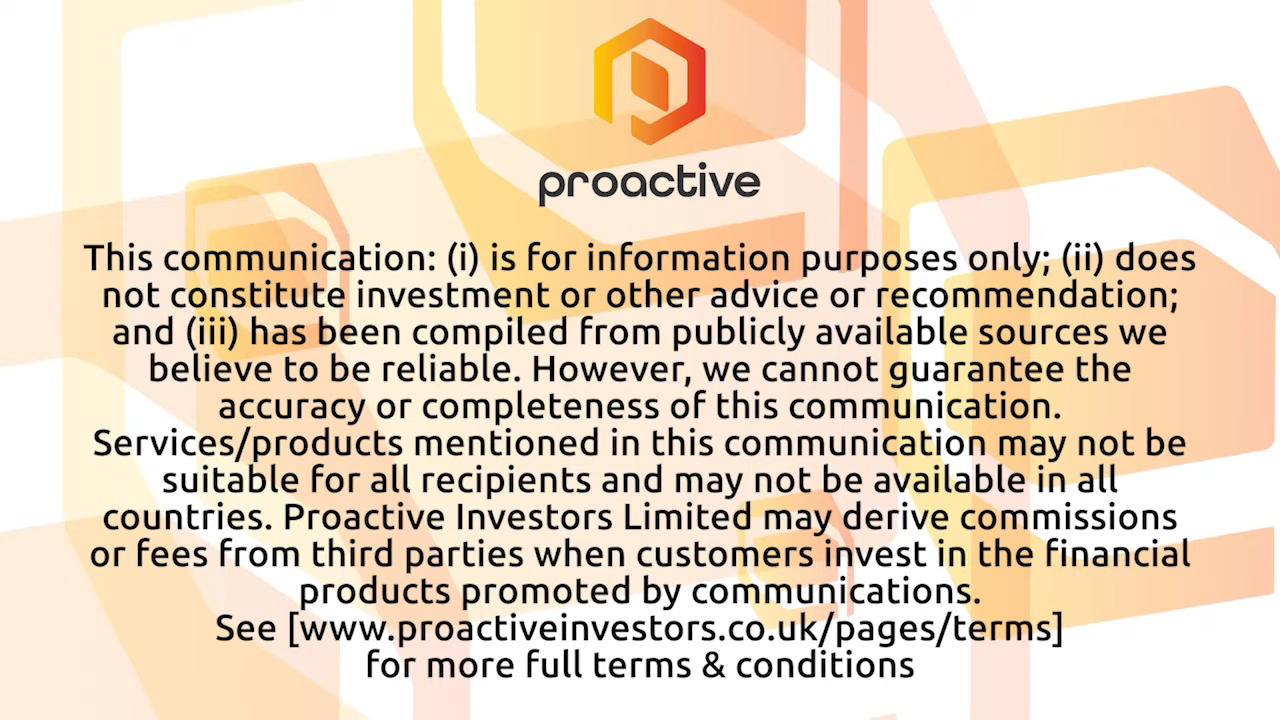 proactive
This communication: (i) is for information purposes only; (ii) does
not constitute investment or other advice or recommendation;
and (iii) has been compiled from publicly available sources we
believe to be reliable. However, we cannot guarantee the
accuracy or completeness of this communication.
Services/products mentioned in this communication may not be
suitable for all recipients and may not be available in all
countries. Proactive Investors Limited may derive commissions
or fees from third parties when customers invest in the financial
products promoted by communications.
See [www.proactiveinvestors.co.uk/pages/terms]
for more full terms & conditions